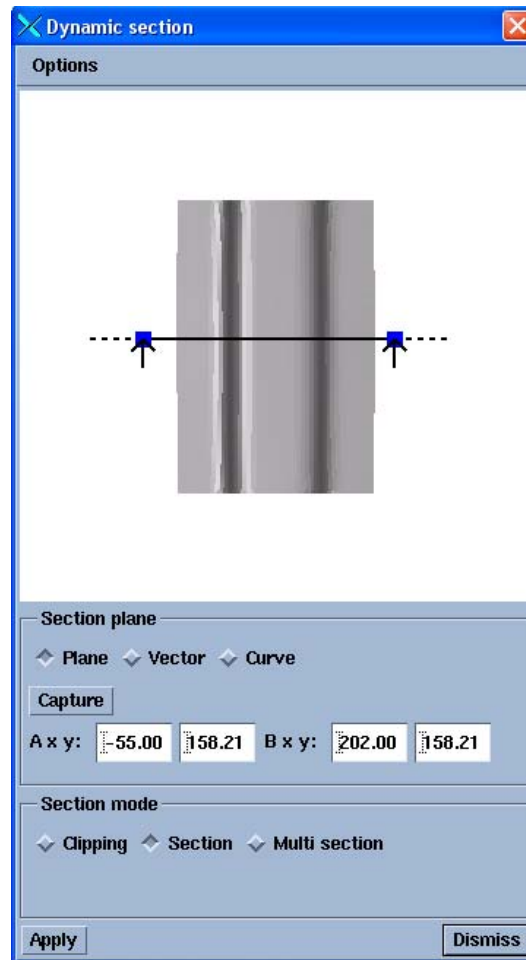 Dynamic section
Options
Section plane
Plane Vector Curve
Capture
A x y: -55.00 158.21 B x y: 202.00 158.21
Section mode
Clipping Section Multi section
Apply Dismiss